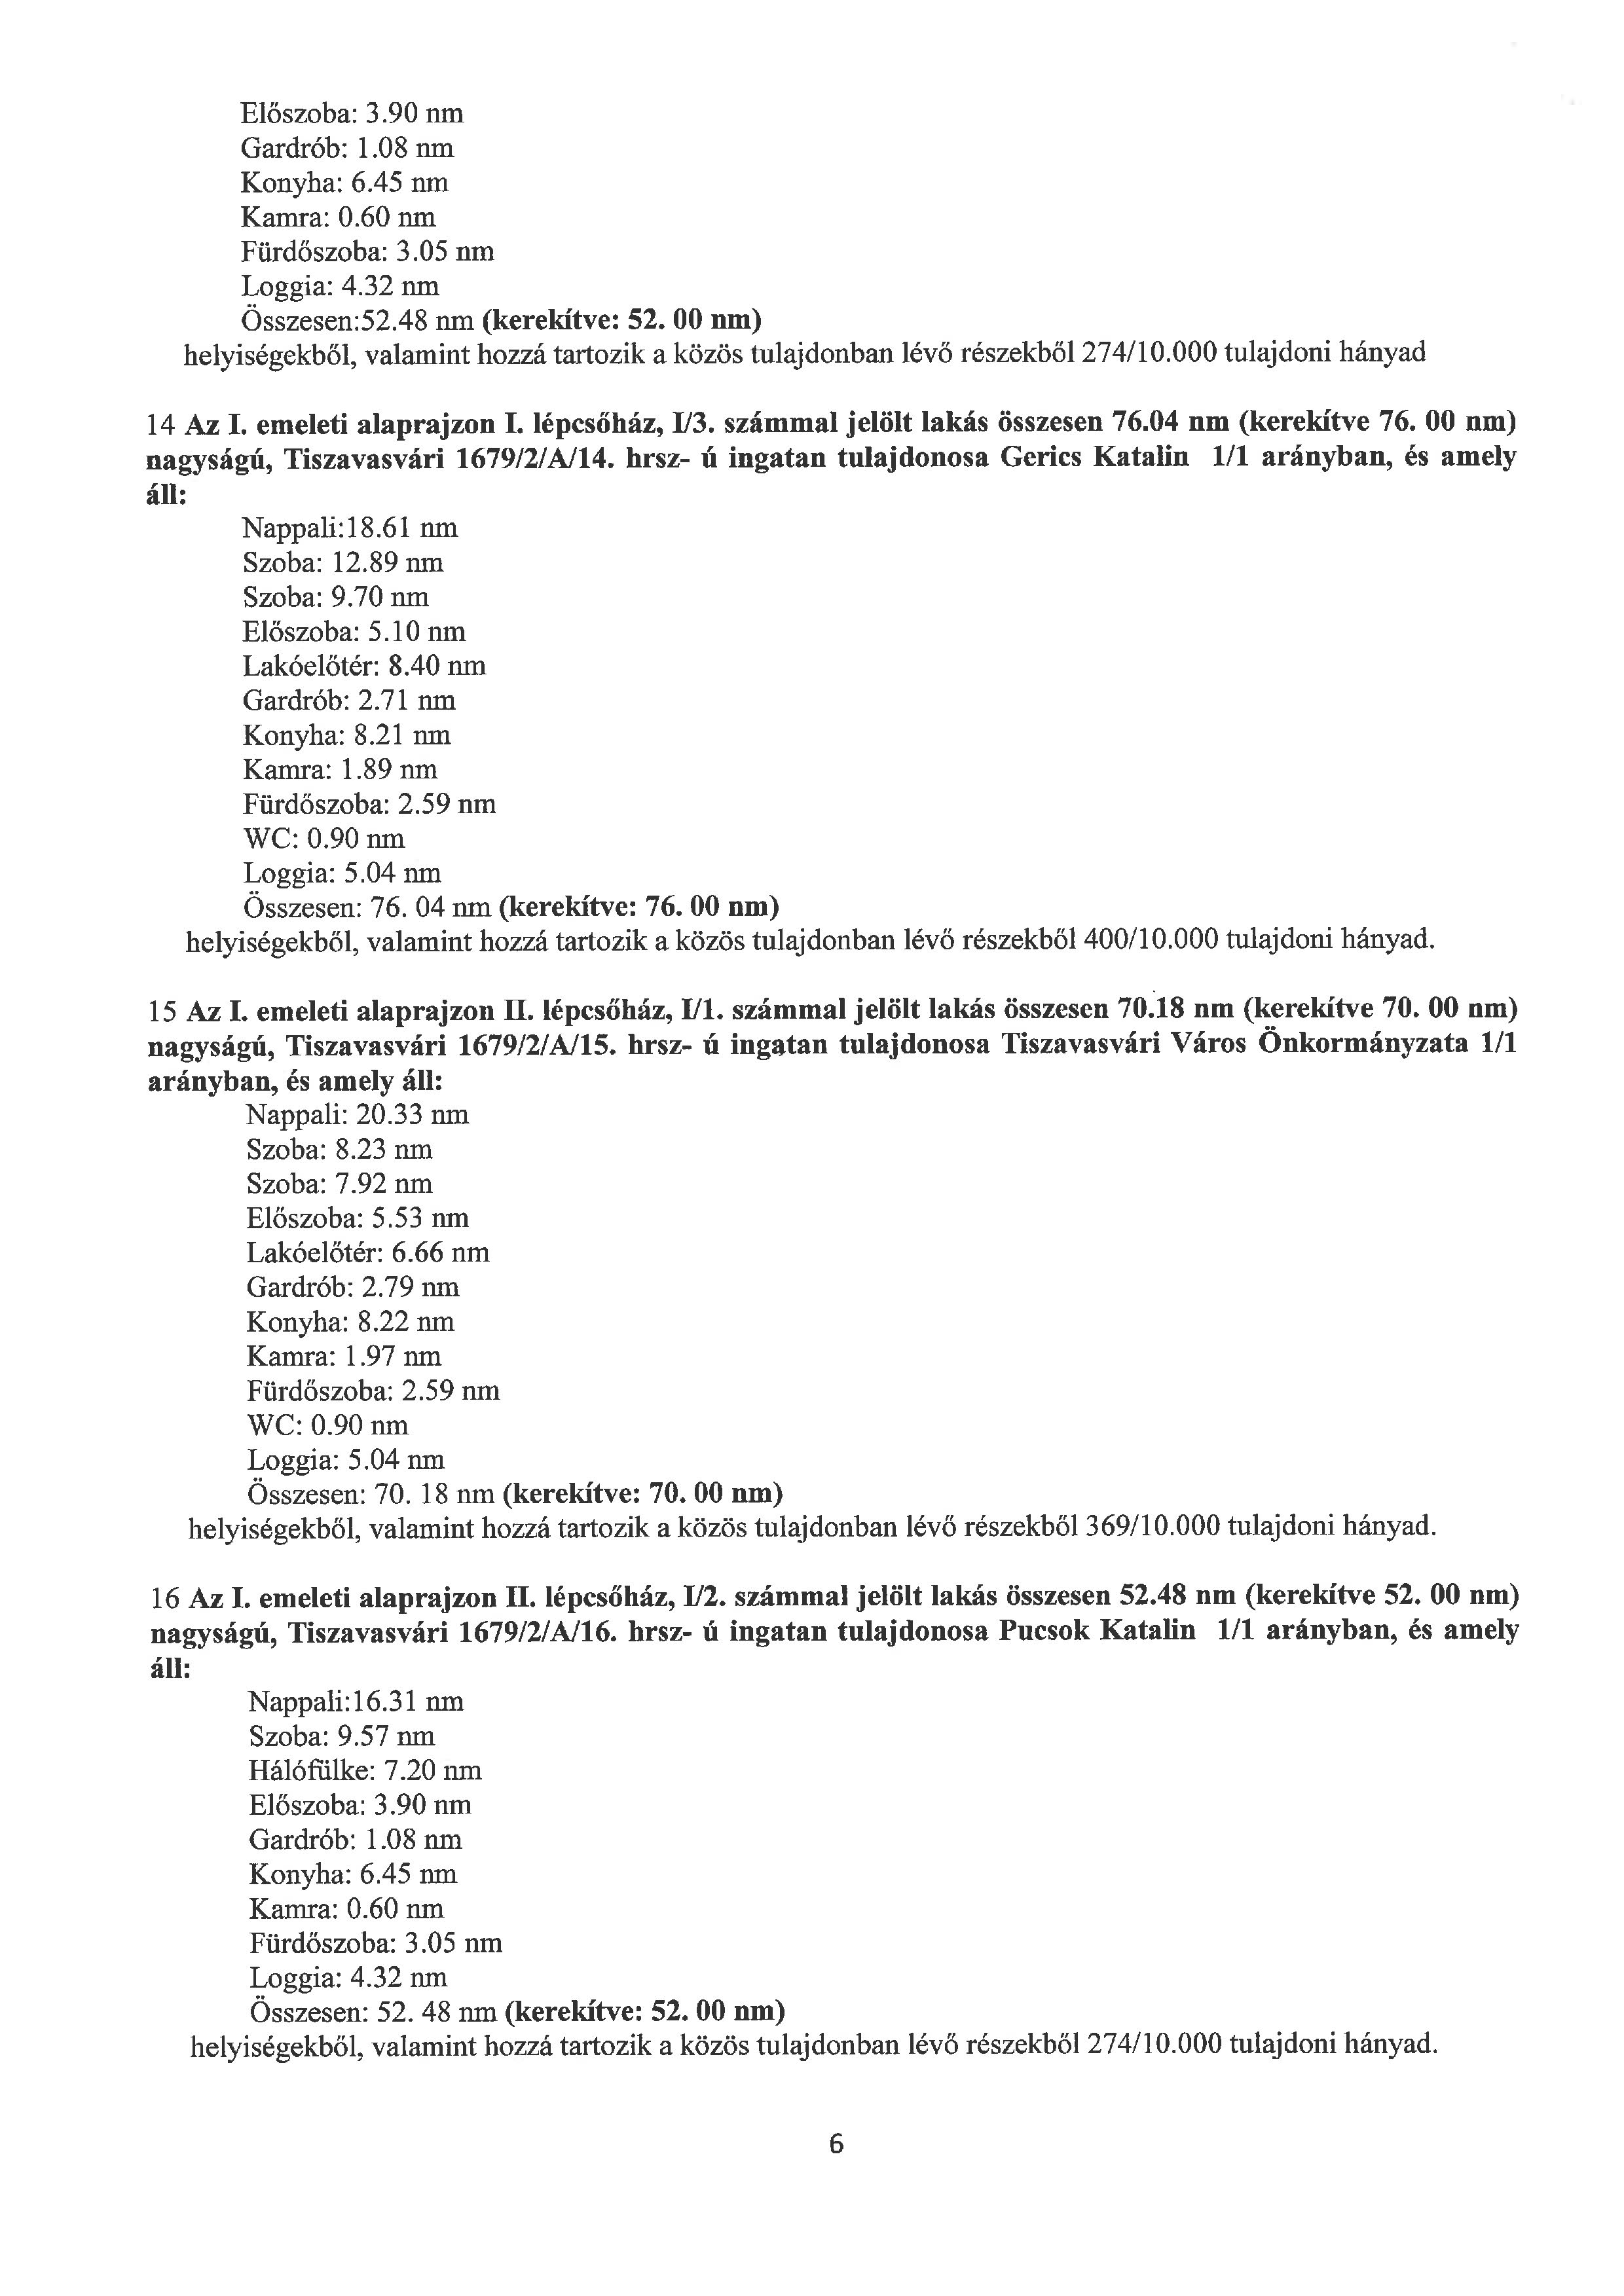 Előszoba: 3.90 nm
Gardrób: 1.08 nm
Konyha: 6.45 nm
Kamra: 0.60 nm
Fürdőszoba: 3.05 nm
Loggia: 4.32 nm
Összesen:52.48 nm (kerekítve: 52. 00 nm)
helyiségekből, valamint hozzá tartozik a közös tulajdonban lévő részekből 274/10.000 tulajdoni hányad
14 Az I. emeleti alaprajzon I. lépcsőház, I/3. számmal jelölt lakás összesen 76.04 nm (kerekítve 76. 00 nm)
nagyságú, Tiszavasvári 1679/2/A/14. hrsz- ú ingatan tulajdonosa Gerics Katalin 1/1 arányban, és amely
áll:
Nappali:18.61 nm
Szoba: 12.89 nm
Szoba: 9.70 nm
Előszoba: 5.10 nm
Lakóelőtér: 8.40 nm
Gardrób: 2.71 nm
Konyha: 8.21 nm
Kamra: 1.89 nm
Fürdőszoba: 2.59 nm
WC: 0.90 nm
Loggia: 5.04 nm
Összesen: 76. 04 nm (kerekítve: 76. 00 nm)
helyiségekből, valamint hozzá tartozik a közös tulajdonban lévő részekből 400/10.000 tulajdoni hányad.
15 Az I. emeleti alaprajzon II. lépcsőház, I/1. számmal jelölt lakás összesen 70.18 nm (kerekítve 70. 00 nm)
nagyságú, Tiszavasvári 1679/2/A/15. hrsz- ú ingatan tulajdonosa Tiszavasvári Város Önkormányzata 1/1
arányban, és amely áll:
Nappali: 20.33 nm
Szoba: 8.23 nm
Szoba: 7.92 nm
Előszoba: 5.53 nm
Lakóelőtér: 6.66 nm
Gardrób: 2.79 nm
Konyha: 8.22 nm
Kamra: 1.97 nm
Fürdőszoba: 2.59 nm
WC: 0.90 nm
Loggia: 5.04 nm
Összesen: 70. 18 nm (kerekítve: 70. 00 nm)
helyiségekből, valamint hozzá tartozik a közös tulajdonban lévő részekből 369/10.000 tulajdoni hányad.
16 Az I. emeleti alaprajzon II. lépcsőház, I/2. számmal jelölt lakás összesen 52.48 nm (kerekítve 52. 00 nm)
nagyságú, Tiszavasvári 1679/2/A/16. hrsz- ú ingatan tulajdonosa Pucsok Katalin 1/1 arányban, és amely
áll:
Nappali:16.31 nm
Szoba: 9.57 nm
Hálófülke: 7.20 nm
Előszoba: 3.90 nm
Gardrób: 1.08 nm
Konyha: 6.45 nm
Kamra: 0.60 nm
Fürdőszoba: 3.05 nm
Loggia: 4.32 nm
Összesen: 52. 48 nm (kerekítve: 52. 00 nm)
helyiségekből, valamint hozzá tartozik a közös tulajdonban lévő részekből 274/10.000 tulajdoni hányad.
6